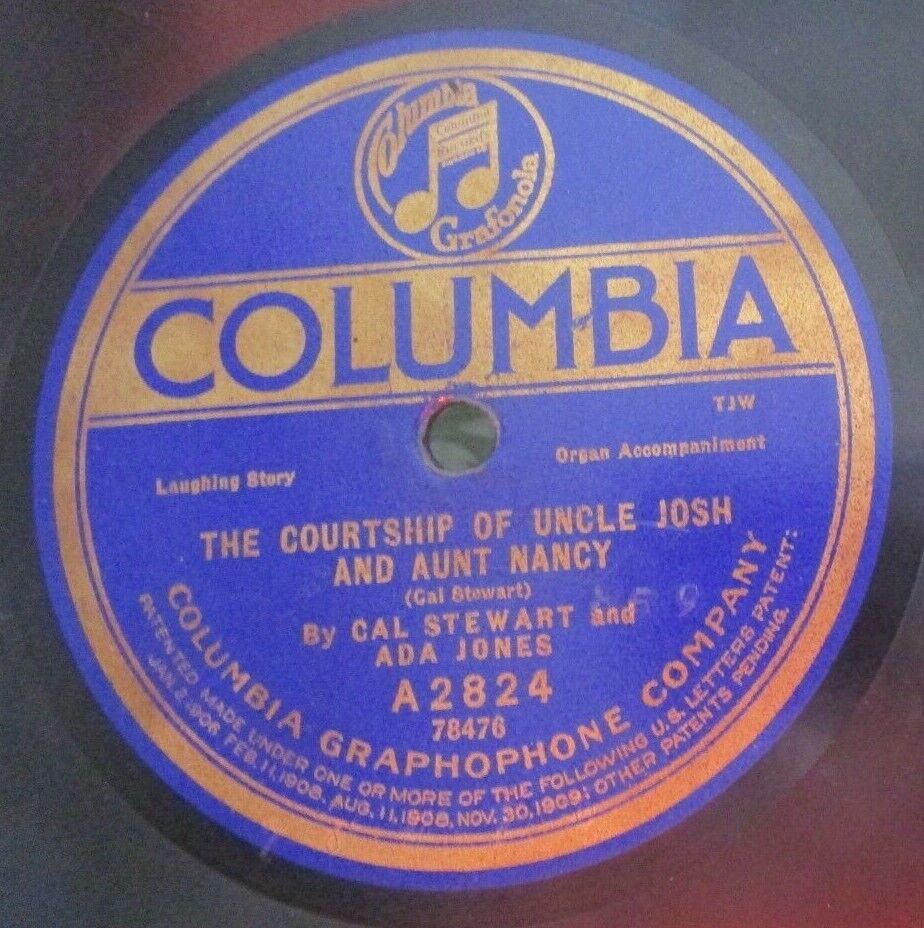 Columbia
Columbia
Records
Grafonola
COLUMBIA
TJW
Laughing Story
Organ Accompaniment
THE COURTSHIP OF UNCLE JOSH
AND AUNT NANCY
(Cal Stewart)
By CAL STEWART and
ADA JONES
A2824
78476
COLUMBIA GRAPHOPHONE COMPANY
PATENTED, MADE UNDER ONE OR MORE OF THE FOLLOWING U.S. LETTERS PATENT:
JAN 2, 1906 FEB. 11, 1908, AUG. 11, 1908, NOV. 30, 1909; OTHER PATENTS PENDING.